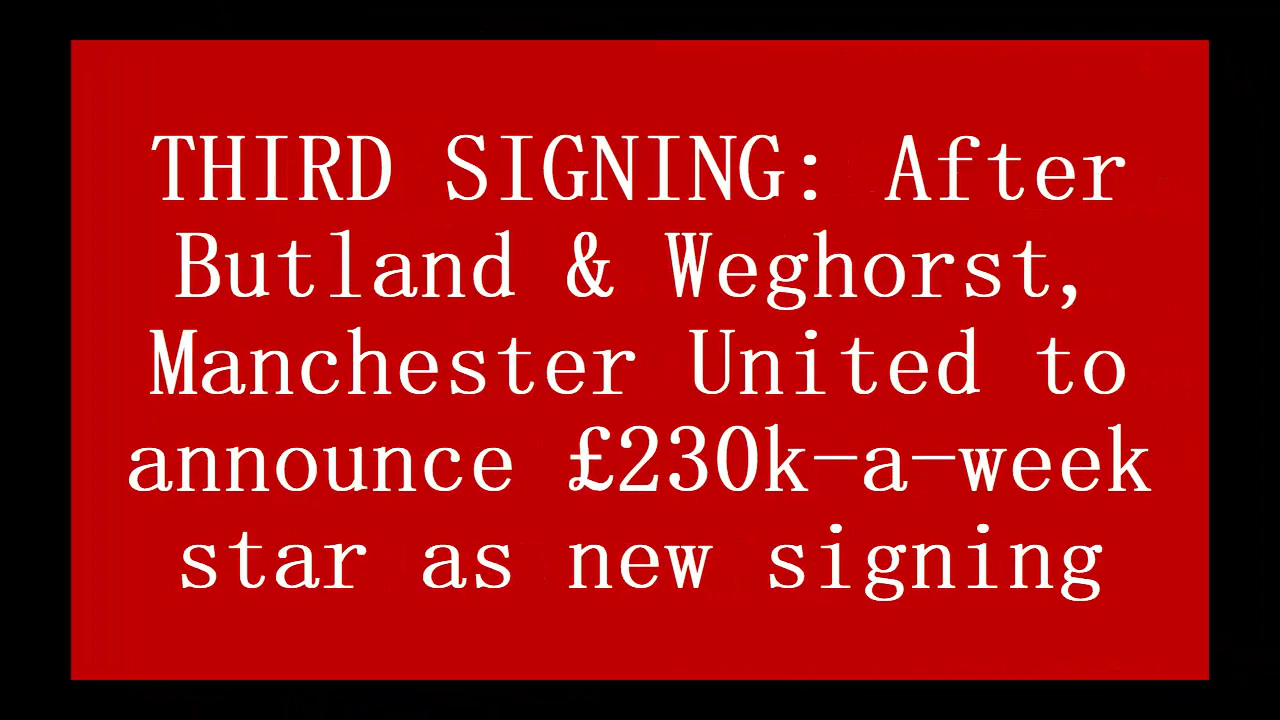 THIRD SIGNING: After
Butland & Weghorst,
Manchester United to
announce £230k-a-week
star as new signing